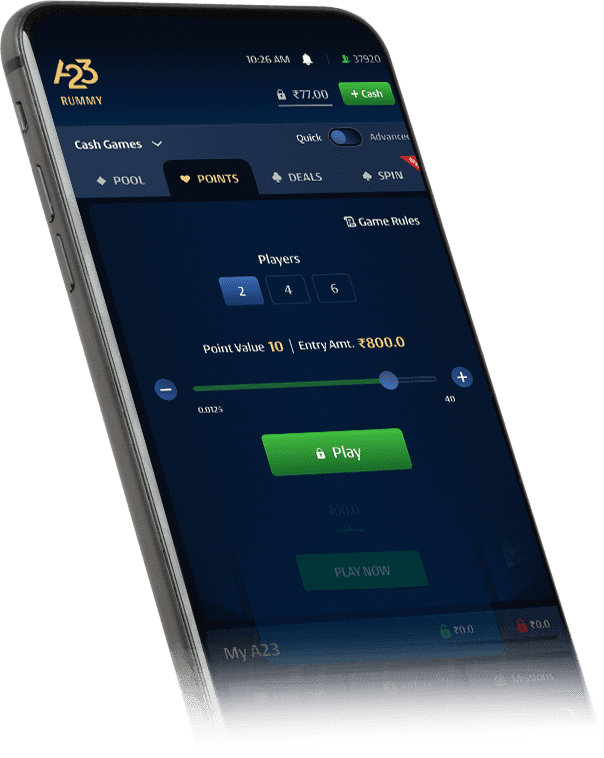 A23
RUMMY
10:26 AM 37920
₹77.00 + Cash
Cash Games Quick Advanced
POOL POINTS DEALS SPIN
Game Rules
Players
2 4 6
Point Value 10 | Entry Amt. ₹800.0
0.0125 40
Play
100.0
PLAY NOW
My A23 ₹0.0 ₹0.0
Missions